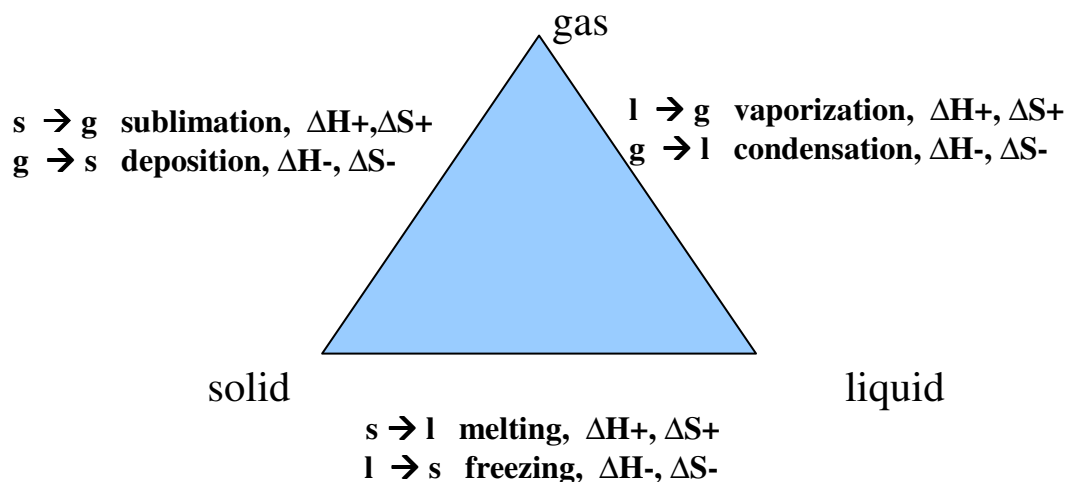 gas
s → g sublimation, ΔH+,ΔS+
g → s deposition, ΔH-, ΔS-
l → g vaporization, ΔH+, ΔS+
g → l condensation, ΔH-, ΔS-
solid
liquid
s → l melting, ΔH+, ΔS+
l → s freezing, ΔH-, ΔS-